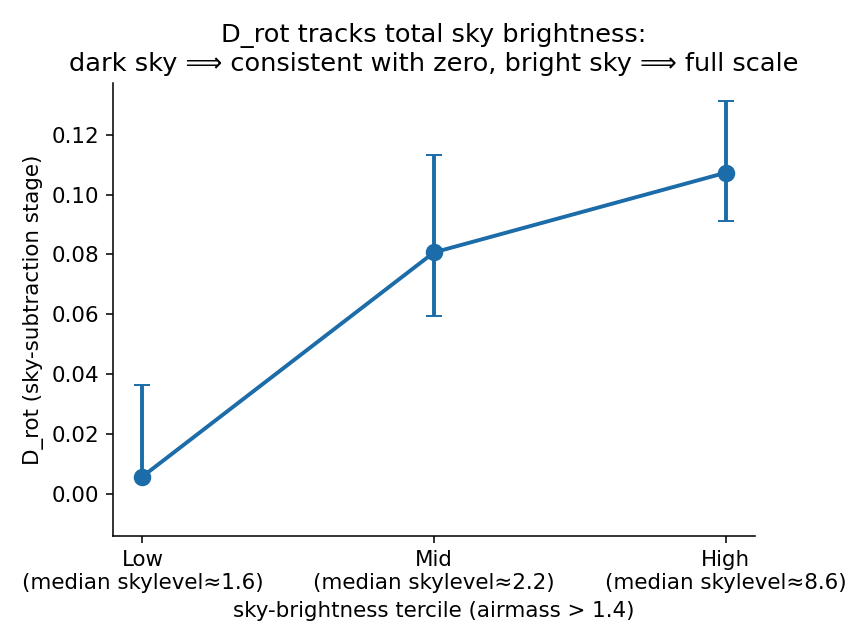 D_rot tracks total sky brightness:
dark sky ⟹ consistent with zero, bright sky ⟹ full scale
D_rot (sky-subtraction stage)
0.12
0.10
0.08
0.06
0.04
0.02
0.00
Low
(median skylevel≈1.6)
Mid
(median skylevel≈2.2)
High
(median skylevel≈8.6)
sky-brightness tercile (airmass > 1.4)